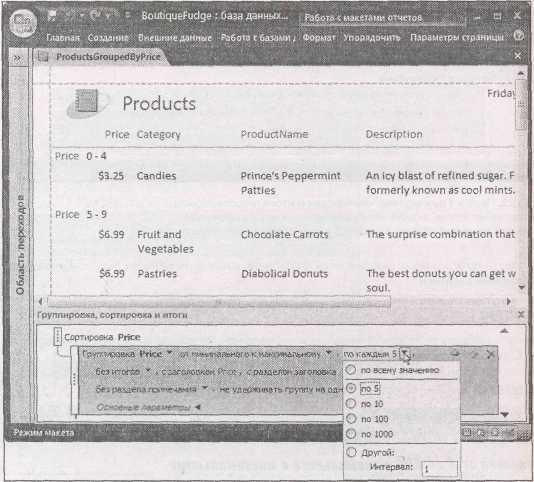 BoutiqueFudge : база данных...
Работа с макетами отчетов
Главная Создание Внешние данные Работа с базами д Формат Упорядочить Параметры страницы
» ProductsGroupedByPrice
Friday
Products
Price Category ProductName Description
Price 0 - 4
$3.25 Candies Prince's Peppermint An icy blast of refined sugar. F
Patties formerly known as cool mints.
Price 5 - 9
$6.99 Fruit and Chocolate Carrots The surprise combination that
Vegetables
$6.99 Pastries Diabolical Donuts The best donuts you can get w
soul.
Область переходов
Группировка, сортировка и итоги
Сортировка Price
Группировка Price от минимального к максимальному , по каждым 5
без итогов , с заголовком Price , с разделом заголовка
без раздела примечания , не удерживать группу на одн
Основные параметры
по всему значению
по 5
по 10
по 100
по 1000
Другой:
Интервал: 1
Режим макета